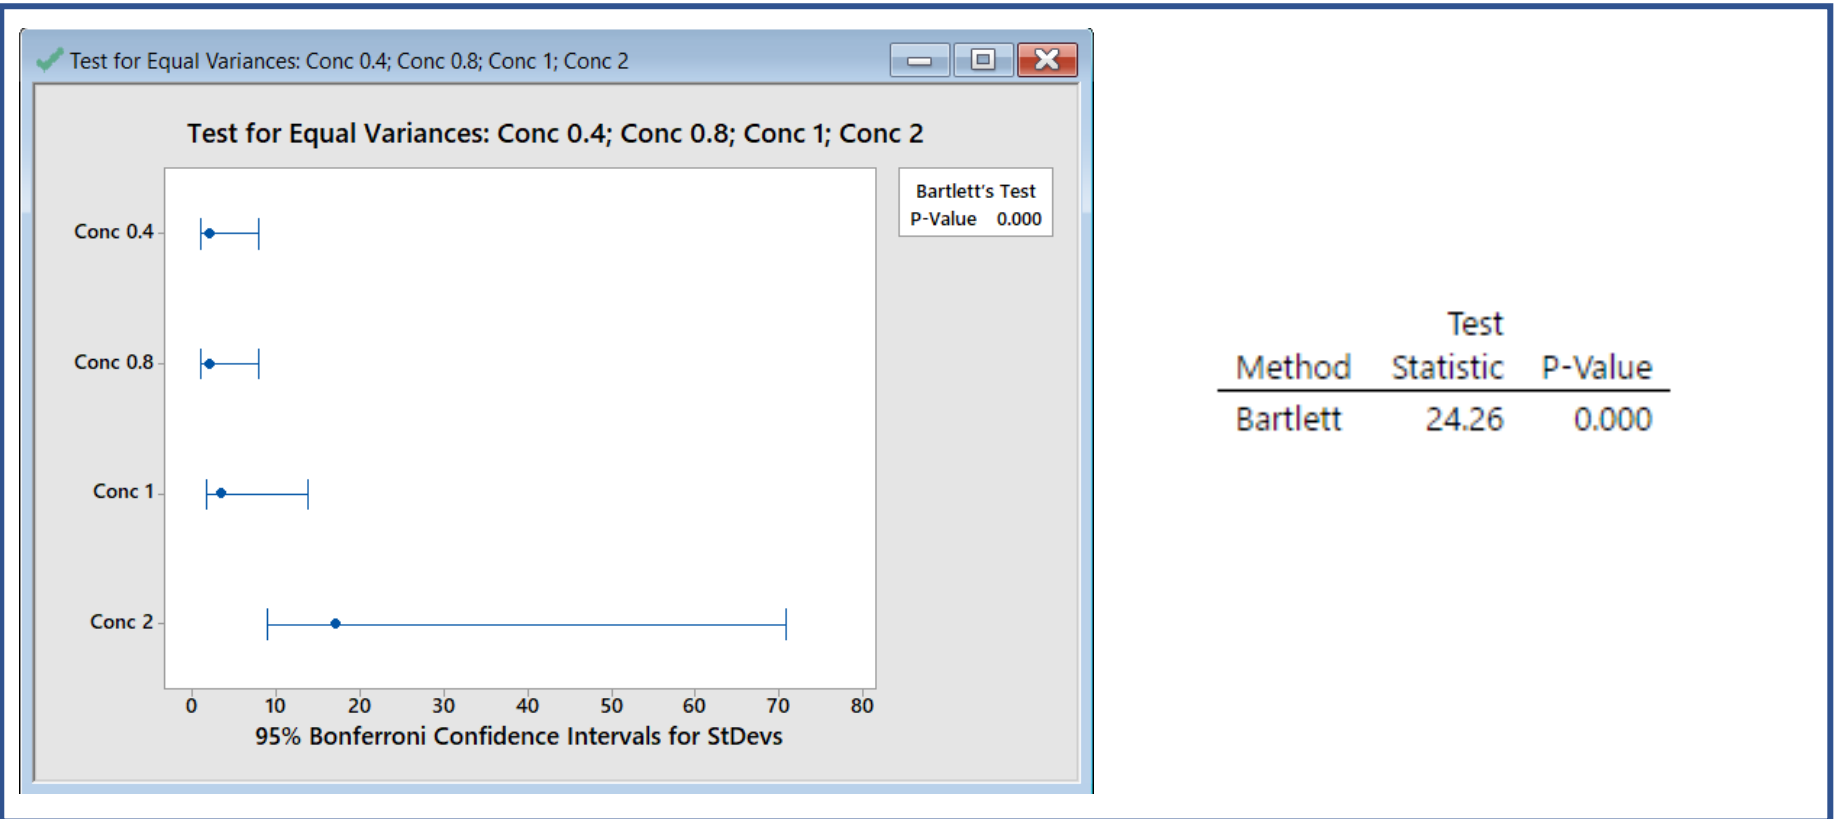 Test for Equal Variances: Conc 0.4; Conc 0.8; Conc 1; Conc 2
Test for Equal Variances: Conc 0.4; Conc 0.8; Conc 1; Conc 2
Bartlett's Test
P-Value 0.000
Conc 0.4
Conc 0.8
Conc 1
Conc 2
0 10 20 30 40 50 60 70 80
95% Bonferroni Confidence Intervals for StDevs
Test
Method Statistic P-Value
Bartlett 24.26 0.000